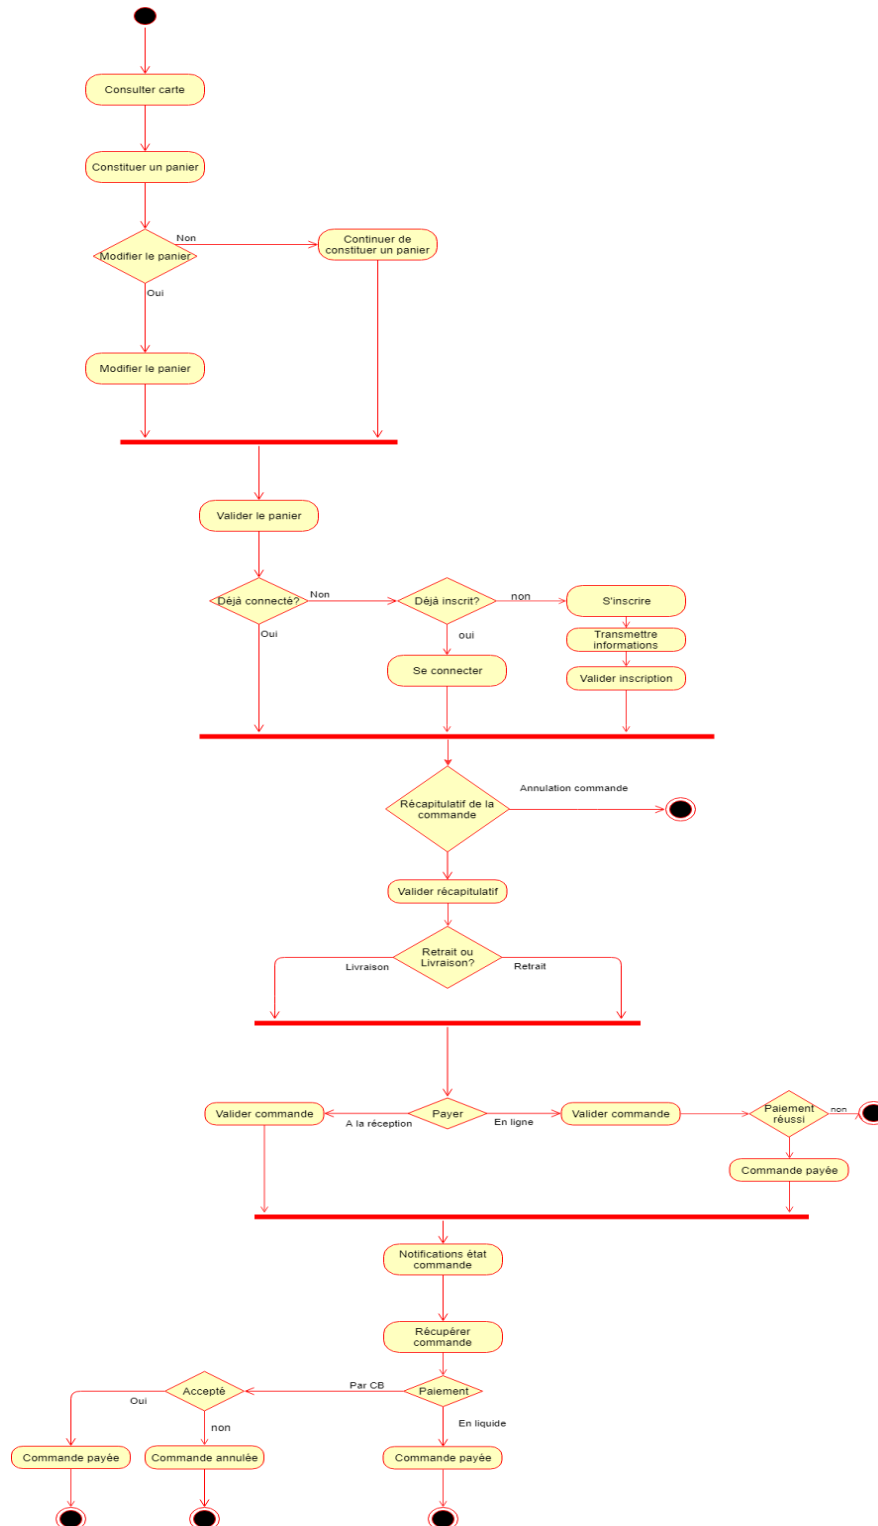 Consulter carte
Constituer un panier
Non
Modifier le panier
Continuer de
constituer un panier
Oui
Modifier le panier
Valider le panier
Déjà connecté?
Non
Déjà inscrit?
non
S'inscrire
Oui
oui
Transmettre
informations
Se connecter
Valider inscription
Récapitulatif de la
commande
Annulation commande
Valider récapitulatif
Retrait ou
Livraison?
Livraison
Retrait
Valider commande
A la réception
Payer
En ligne
Valider commande
Paiement
réussi
non
Commande payée
Notifications état
commande
Récupérer
commande
Paiement
Par CB
Accepté
Oui
non
En liquide
Commande payée
Commande annulée
Commande payée